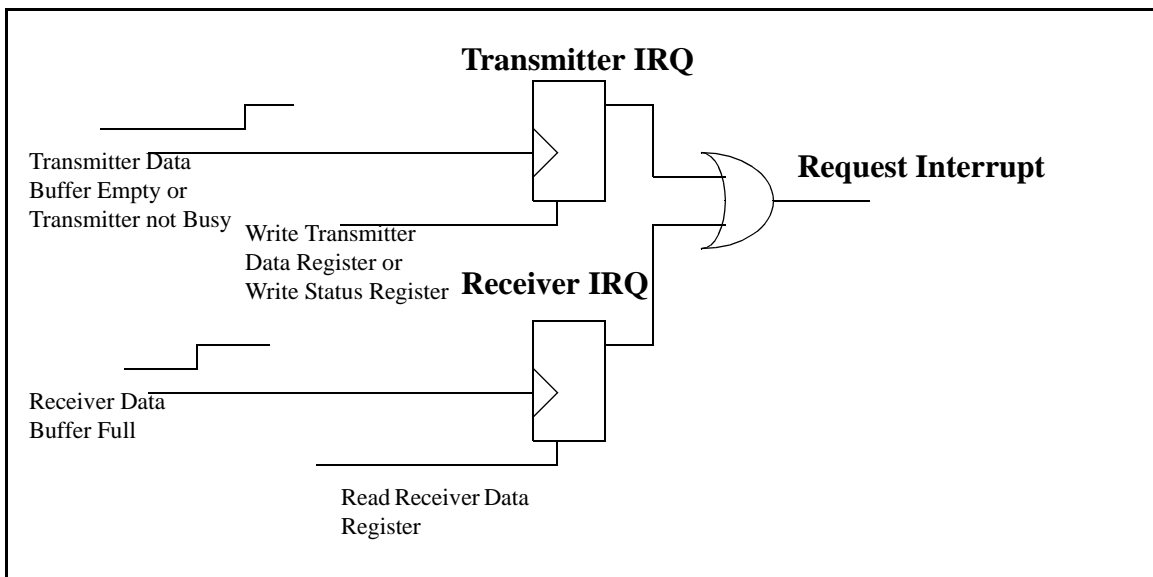 Transmitter IRQ
Transmitter Data
Buffer Empty or
Transmitter not Busy
Request Interrupt
Write Transmitter
Data Register or
Write Status Register
Receiver IRQ
Receiver Data
Buffer Full
Read Receiver Data
Register